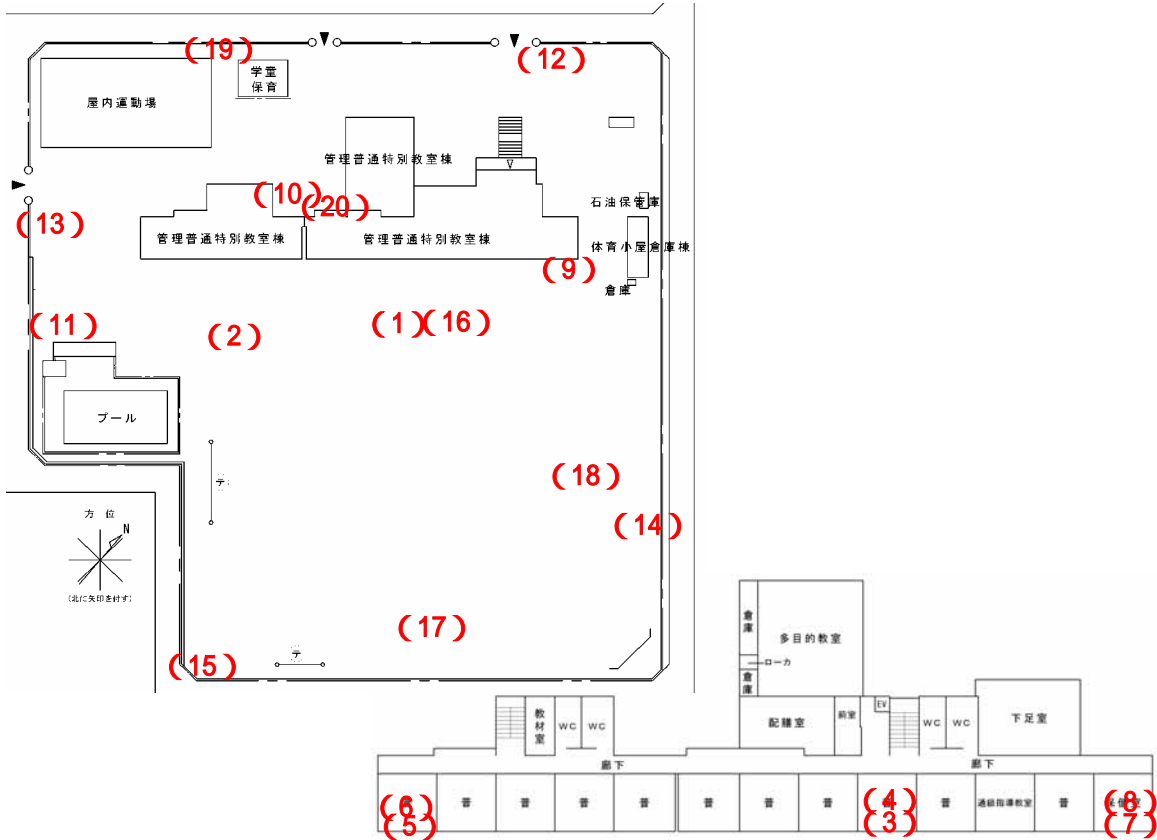 (19)
(12)
学童
保育
屋内運動場
管理普通特別教室棟
(10)
(20)
石油保管庫
(13)
管理普通特別教室棟
管理普通特別教室棟
体育小屋倉庫棟
(9)
倉庫
(11)
(2)
(1)
(16)
プール
テ
(18)
(14)
方位
N
(北に矢印を付す)
(17)
テ
(15)
倉庫
多目的教室
ローカ
倉庫
教材室
WC
WC
配膳室
前室
EV
WC
WC
下足室
廊下
廊下
(6)
普
普
普
普
普
普
普
(4)
普
通級指導教室
普
保健室
(8)
(5)
(3)
(7)